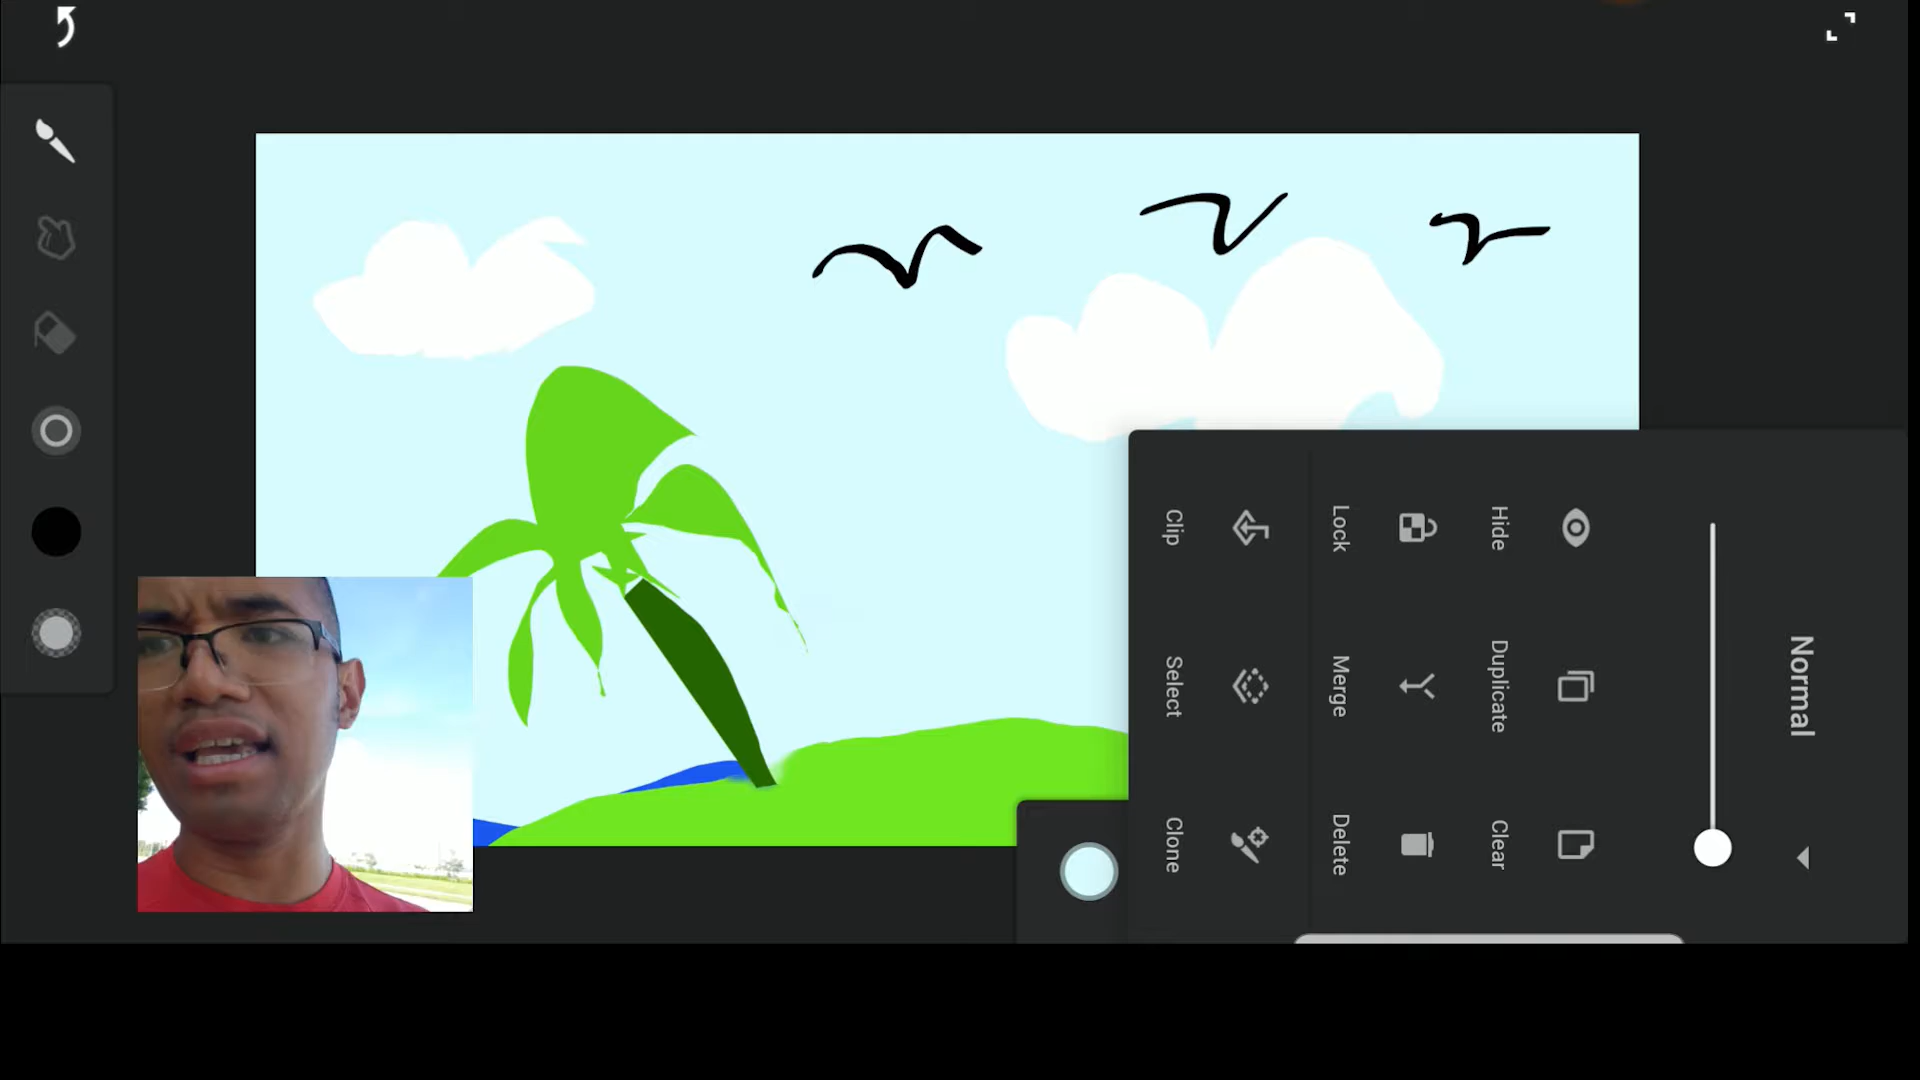 Normal
Hide
Duplicate
Clear
Lock
Merge
Delete
Clip
Select
Clone